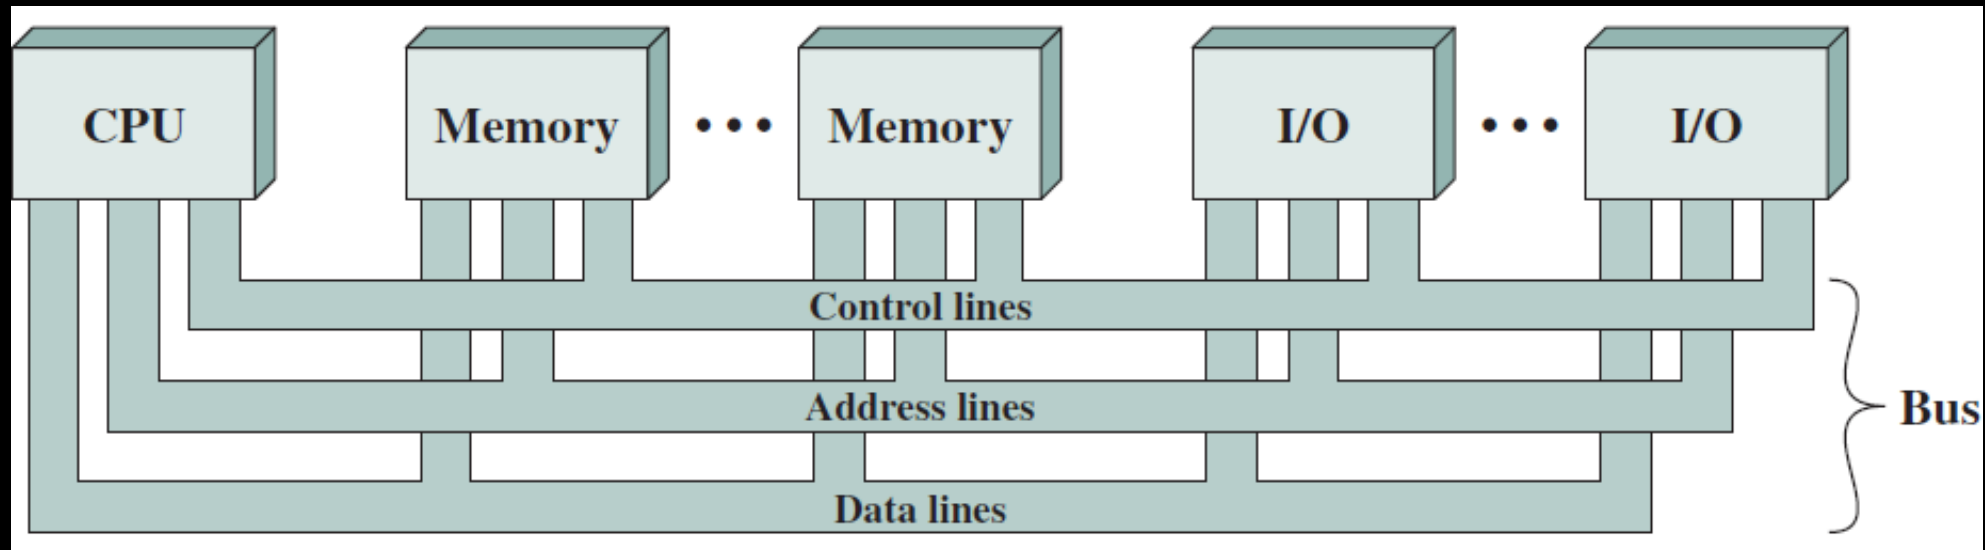 CPU
Memory
• • •
Memory
I/O
• • •
I/O
Control lines
Address lines
Data lines
Bus